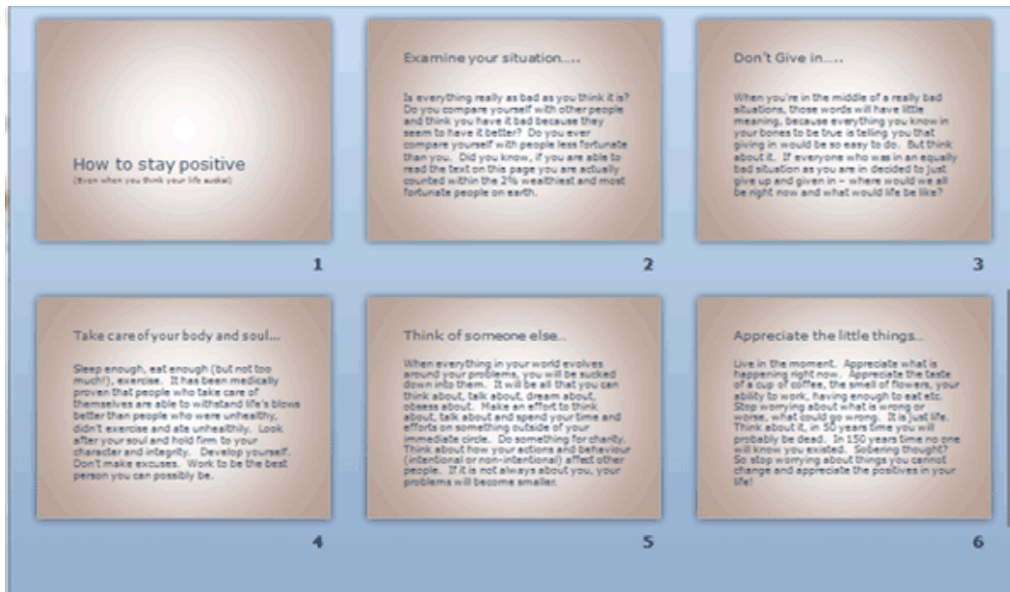 How to stay positive
(Even when you think your life sucks!)
1
Examine your situation.....
Is everything really as bad as you think it is?
Do you compare yourself with other people
and think you have it bad because they
seem to have it better? Do you ever
compare yourself with people less fortunate
than you. Did you know, if you are able to
read the text on this page you are actually
counted within the 2% wealthiest and most
fortunate people on earth.
2
Don't Give in.....
When you're in the middle of a really bad
situations, those words will have little
meaning, because everything you know in
your bones to be true is telling you that
giving in would be so easy to do. But think
about it. If everyone who was in an equally
bad situation as you are in decided to just
give up and given in – where would we all
be right now and what would life be like?
3
Take care of your body and soul...
Sleep enough, eat enough (but not too
much!), exercise. It has been medically
proven that people who take care of
themselves are able to withstand life's blows
better than people who were unhealthy,
didn't exercise and ate unhealthily. Look
after your soul and hold firm to your
character and integrity. Develop yourself.
Don't make excuses. Work to be the best
person you can possibly be.
4
Think of someone else...
When everything in your world evolves
around your problems, you will be sucked
down into them. It will be all that you can
think about, talk about, dream about,
obsess about. Make an effort to think
about, talk about and spend your time and
efforts on something outside of your
immediate circle. Do something for charity.
Think about how your actions and behaviour
(intentional or non-intentional) affect other
people. If it is not always about you, your
problems will become smaller.
5
Appreciate the little things...
Live in the moment. Appreciate what is
happening right now. Appreciate the taste
of a cup of coffee, the smell of flowers, your
ability to work, having enough to eat etc.
Stop worrying about what is wrong or
worse, what could go wrong. It is just life.
Think about it, in 50 years time you will
probably be dead. In 150 years time no one
will know you existed. Sobering thought?
So stop worrying about things you cannot
change and appreciate the positives in your
life!
6